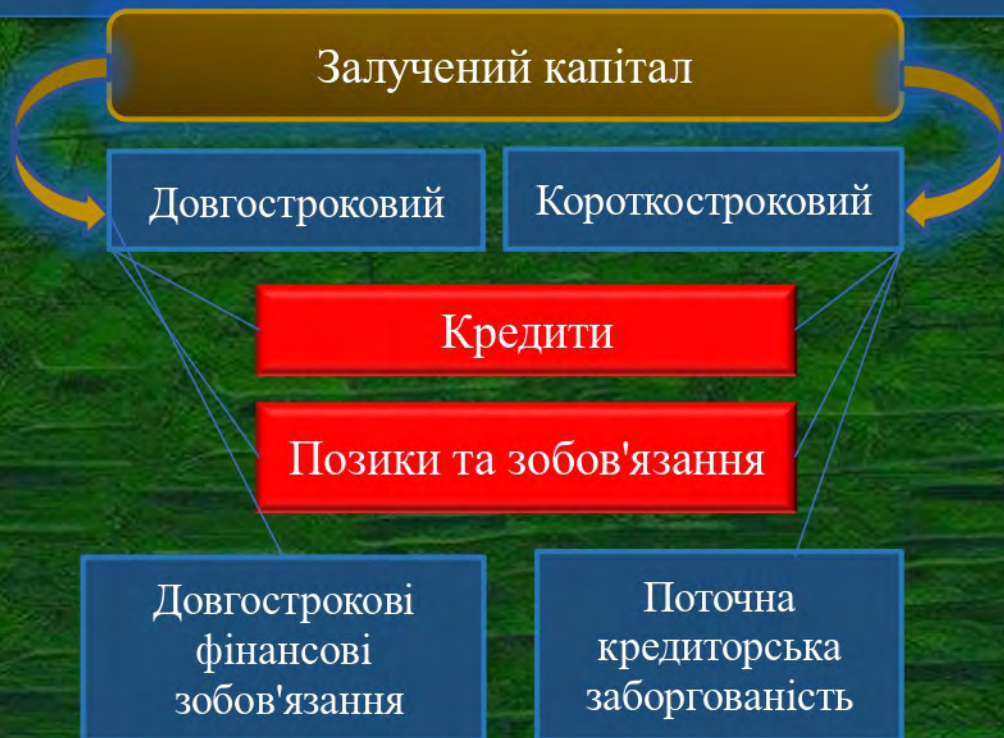 Залучений капітал
Довгостроковий
Короткостроковий
Кредити
Позики та зобов'язання
Довгострокові
фінансові
зобов'язання
Поточна
кредиторська
заборгованість